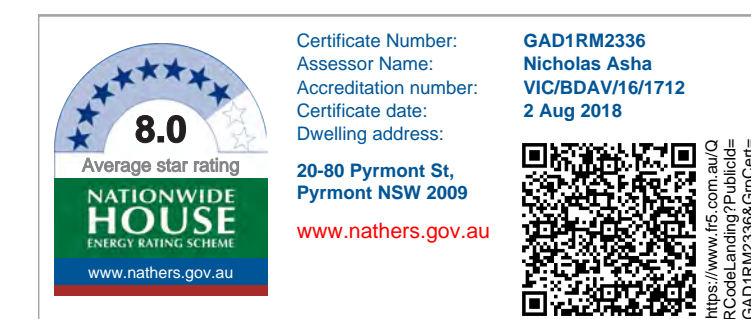 8.0
Average star rating
NATIONWIDE
HOUSE
ENERGY RATING SCHEME
www.nathers.gov.au
Certificate Number: GAD1RM2336
Assessor Name: Nicholas Asha
Accreditation number: VIC/BDAV/16/1712
Certificate date: 2 Aug 2018
Dwelling address:
20-80 Pyrmont St,
Pyrmont NSW 2009
www.nathers.gov.au
https://www.fr5.com.au/Q
RCodeLanding?PublicId=
GAD1RM2336&GrpCert=